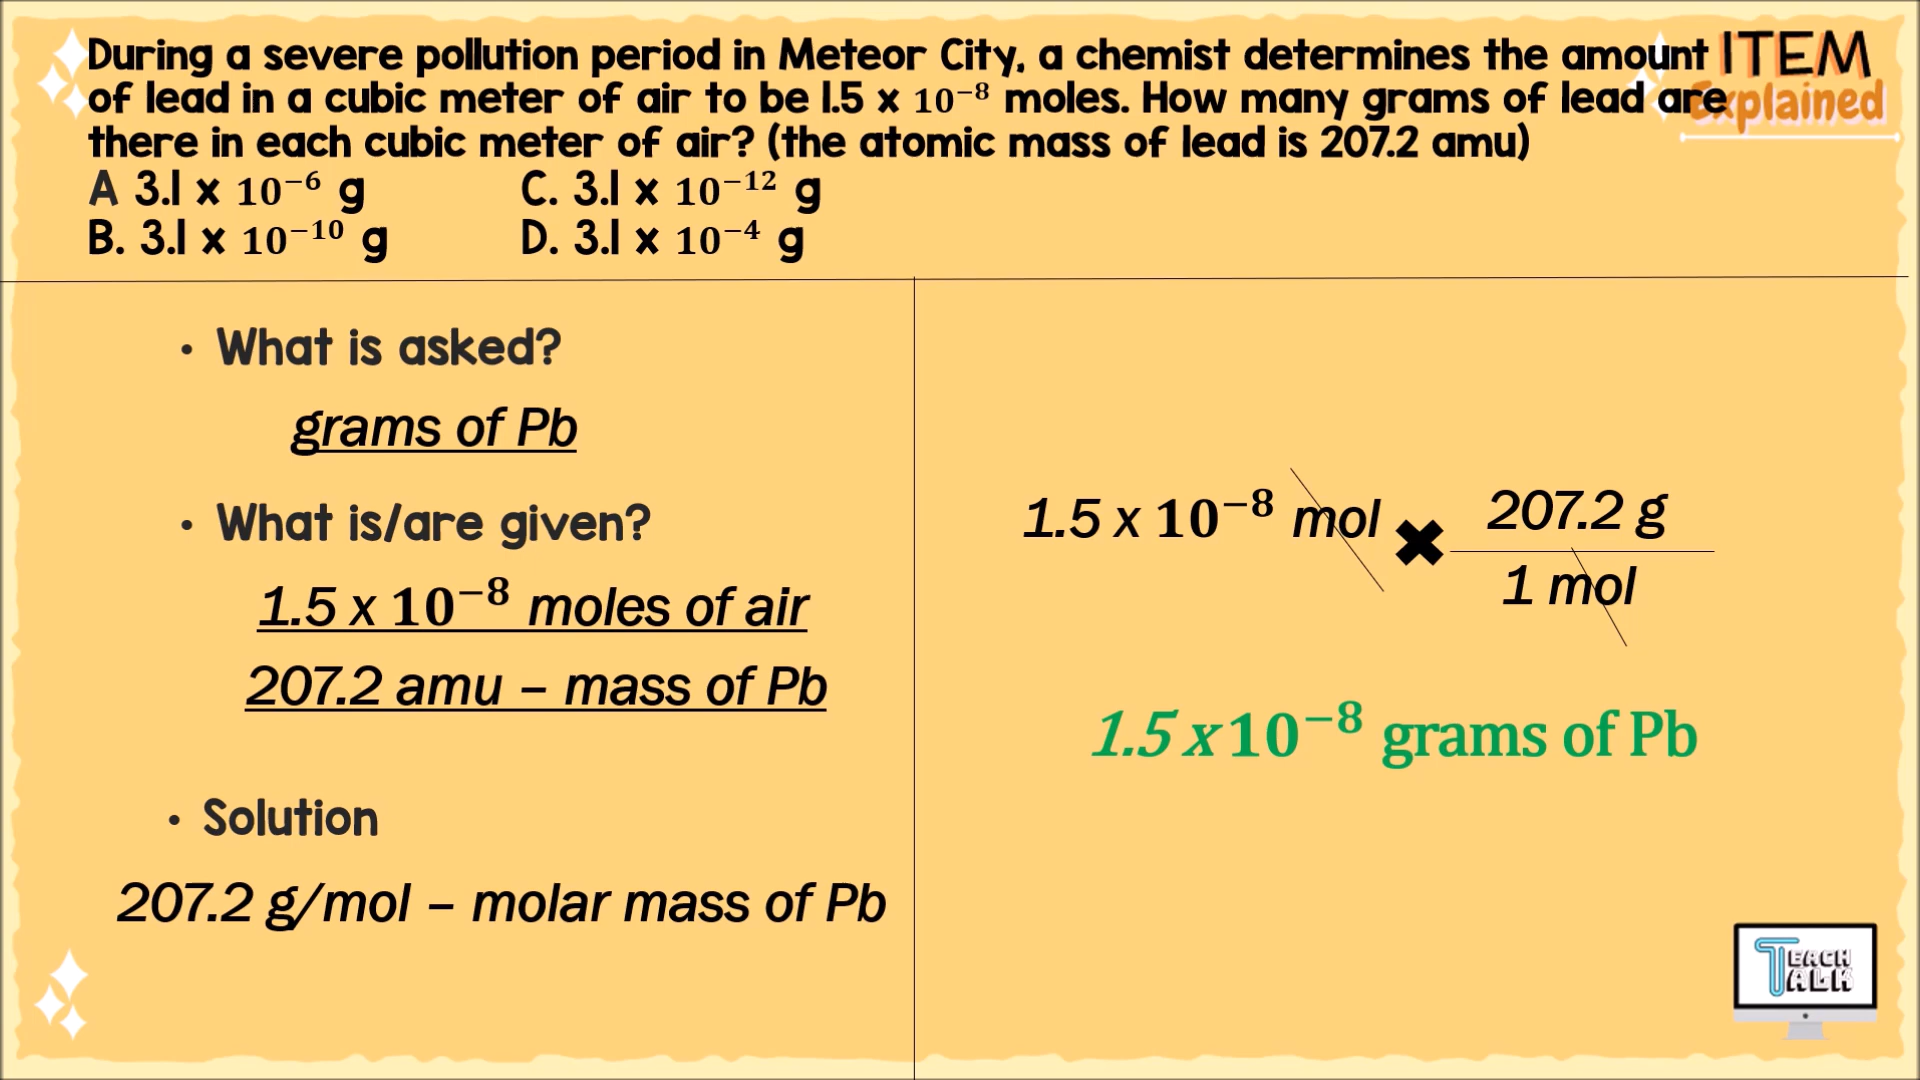 During a severe pollution period in Meteor City, a chemist determines the amount
of lead in a cubic meter of air to be 1.5 x 10⁻⁸ moles. How many grams of lead are
there in each cubic meter of air? (the atomic mass of lead is 207.2 amu)
A 3.1 x 10⁻⁶ g C. 3.1 x 10⁻¹² g
B. 3.1 x 10⁻¹⁰ g D. 3.1 x 10⁻⁴ g
ITEM
Explained
• What is asked?
grams of Pb
• What is/are given?
1.5 x 10⁻⁸ moles of air
207.2 amu – mass of Pb
• Solution
207.2 g/mol – molar mass of Pb
1.5 x 10⁻⁸ mol ✖ 207.2 g
1 mol
1.5 x 10⁻⁸ grams of Pb
TEACH
TALK